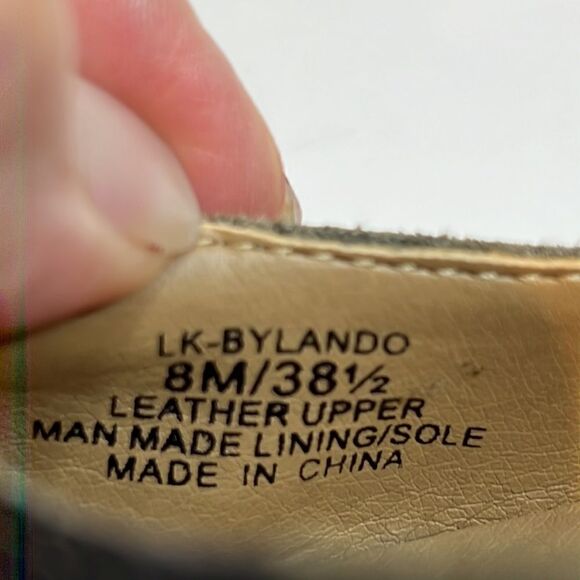 LK-BYLANDO
8M/38½
LEATHER UPPER
MAN MADE LINING/SOLE
MADE IN CHINA